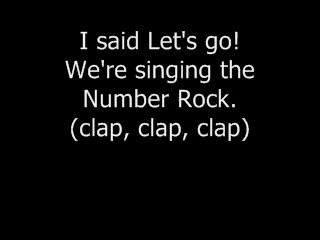 I said Let's go!
We're singing the
Number Rock.
(clap, clap, clap)